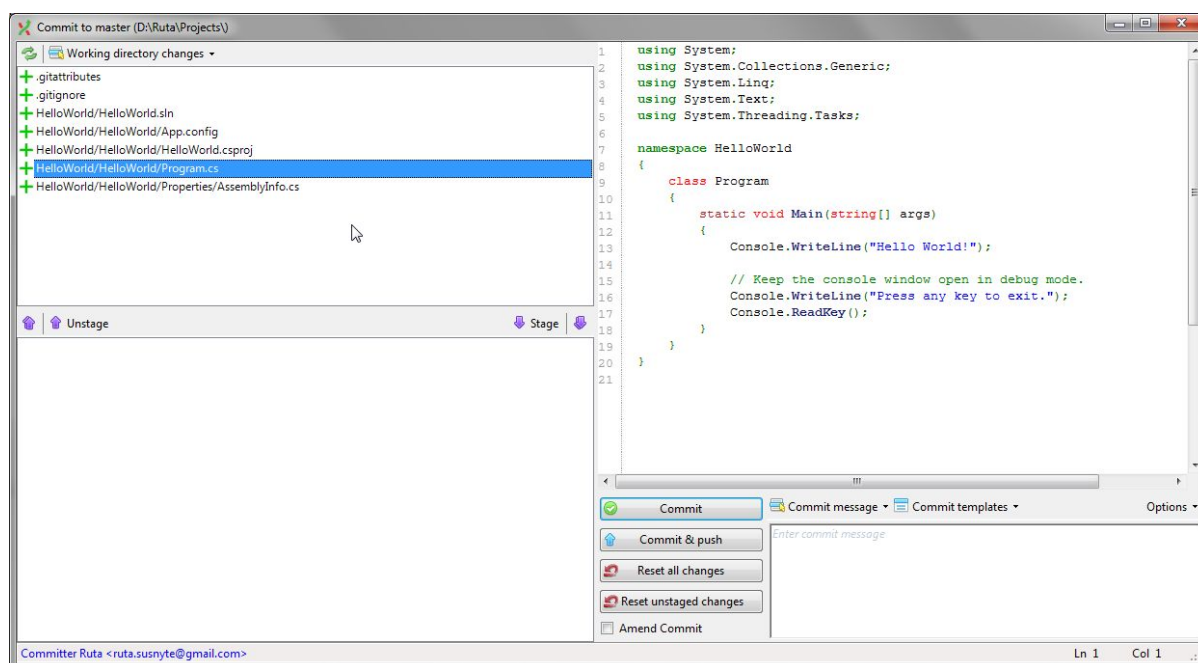 Commit to master (D:\Ruta\Projects\)
Working directory changes
.gitattributes
.gitignore
HelloWorld/HelloWorld.sln
HelloWorld/HelloWorld/App.config
HelloWorld/HelloWorld/HelloWorld.csproj
HelloWorld/HelloWorld/Program.cs
HelloWorld/HelloWorld/Properties/AssemblyInfo.cs
Unstage Stage
1 using System;
2 using System.Collections.Generic;
3 using System.Linq;
4 using System.Text;
5 using System.Threading.Tasks;
6
7 namespace HelloWorld
8 {
9 class Program
10 {
11 static void Main(string[] args)
12 {
13 Console.WriteLine("Hello World!");
14
15 // Keep the console window open in debug mode.
16 Console.WriteLine("Press any key to exit.");
17 Console.ReadKey();
18 }
19 }
20 }
21
Commit Commit message Commit templates Options
Commit & push Enter commit message
Reset all changes
Reset unstaged changes
Amend Commit
Committer Ruta <ruta.susnyte@gmail.com> Ln 1 Col 1